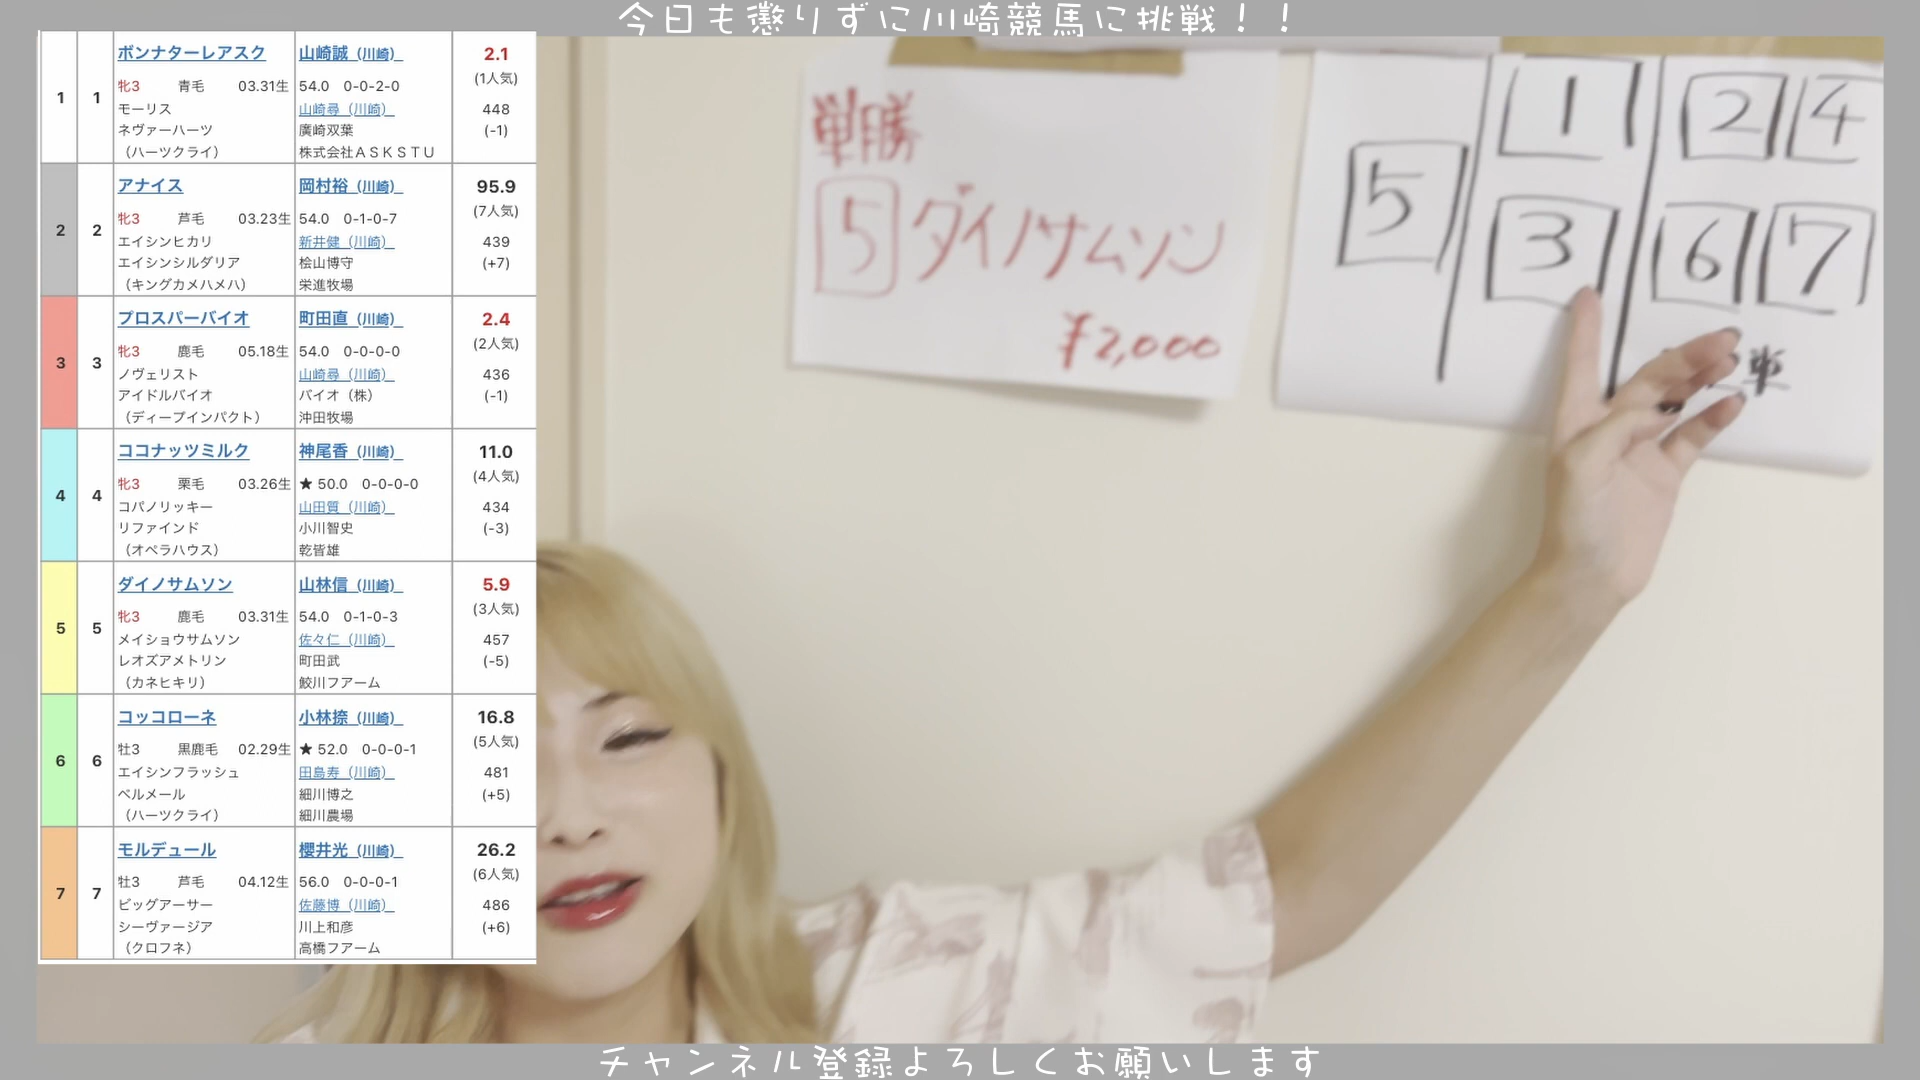 今日も懲りずに川崎競馬に挑戦！！
1 1 ボンナターレアスク 山崎誠（川崎） 2.1
牝3 青毛 03.31生 54.0 0-0-2-0 (1人気)
モーリス 山崎尋（川崎） 448
ネヴァーハーツ 廣崎双葉 (-1)
（ハーツクライ） 株式会社ＡＳＫＳＴＵ
2 2 アナイス 岡村裕（川崎） 95.9
牝3 芦毛 03.23生 54.0 0-1-0-7 (7人気)
エイシンヒカリ 新井健（川崎） 439
エイシンシルダリア 桧山博守 (+7)
（キングカメハメハ） 栄進牧場
3 3 プロスパーバイオ 町田直（川崎） 2.4
牝3 鹿毛 05.18生 54.0 0-0-0-0 (2人気)
ノヴェリスト 山崎尋（川崎） 436
アイドルバイオ バイオ（株） (-1)
（ディープインパクト） 沖田牧場
4 4 ココナッツミルク 神尾香（川崎） 11.0
牝3 栗毛 03.26生 ★ 50.0 0-0-0-0 (4人気)
コパノリッキー 山田質（川崎） 434
リファインド 小川智史 (-3)
（オペラハウス） 乾皆雄
5 5 ダイノサムソン 山林信（川崎） 5.9
牝3 鹿毛 03.31生 54.0 0-1-0-3 (3人気)
メイショウサムソン 佐々仁（川崎） 457
レオズアメトリン 町田武 (-5)
（カネヒキリ） 鮫川フアーム
6 6 コッコローネ 小林捺（川崎） 16.8
牡3 黒鹿毛 02.29生 ★ 52.0 0-0-0-1 (5人気)
エイシンフラッシュ 田島寿（川崎） 481
ベルメール 細川博之 (+5)
（ハーツクライ） 細川農場
7 7 モルデュール 櫻井光（川崎） 26.2
牡3 芦毛 04.12生 56.0 0-0-0-1 (6人気)
ビッグアーサー 佐藤博（川崎） 486
シーヴァージア 川上和彦 (+6)
（クロフネ） 高橋フアーム
単勝
5 ダイノサムソン
¥2,000
1 2 4
5 3 6 7
単
チャンネル登録よろしくお願いします